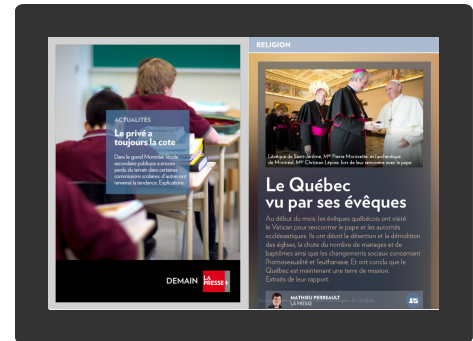 ACTUALITÉS
Le privé a
toujours la cote
Dans le grand Montréal, l'école
secondaire publique a encore
perdu du terrain dans certaines
commissions scolaires, d'autres ont
renversé la tendance. Explications.
DEMAIN LA
PRESSE+
RELIGION
L'évêque de Saint-Jérôme, Mgr Pierre Morissette, et l'archevêque
de Montréal, Mgr Christian Lépine, lors de leur rencontre avec le pape
Le Québec
vu par ses évêques
Au début du mois, les évêques québécois ont visité
le Vatican pour rencontrer le pape et les autorités
ecclésiastiques. Ils ont décrit la désertion et la démolition
des églises, la chute du nombre de mariages et de
baptêmes ainsi que les changements sociaux concernant
l'homosexualité et l'euthanasie. Et ont conclu que le
Québec est maintenant une terre de mission.
Extraits de leur rapport.
MATHIEU PERREAULT
LA PRESSE